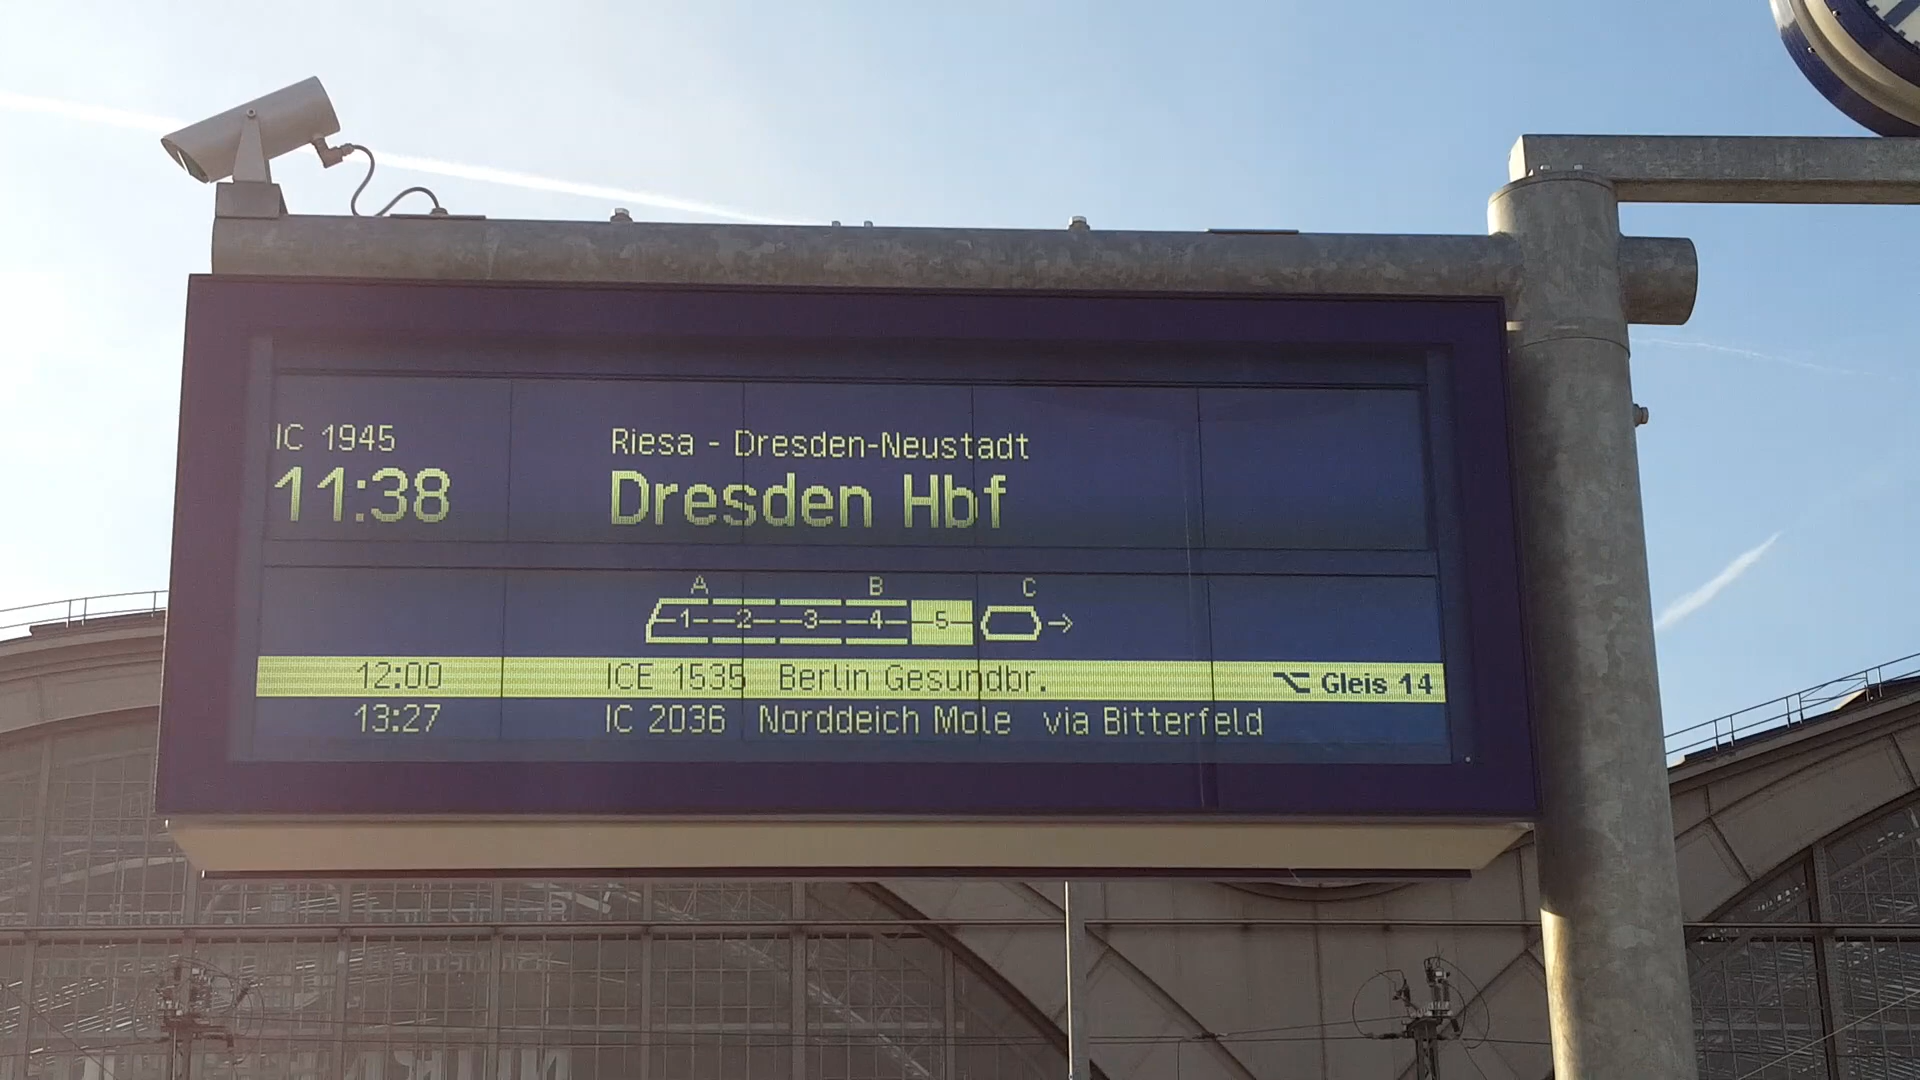 IC 1945 Riesa - Dresden-Neustadt
11:38 Dresden Hbf
A B C
1 2 3 4 5
12:00 ICE 1535 Berlin Gesundbr. Gleis 14
13:27 IC 2036 Norddeich Mole via Bitterfeld